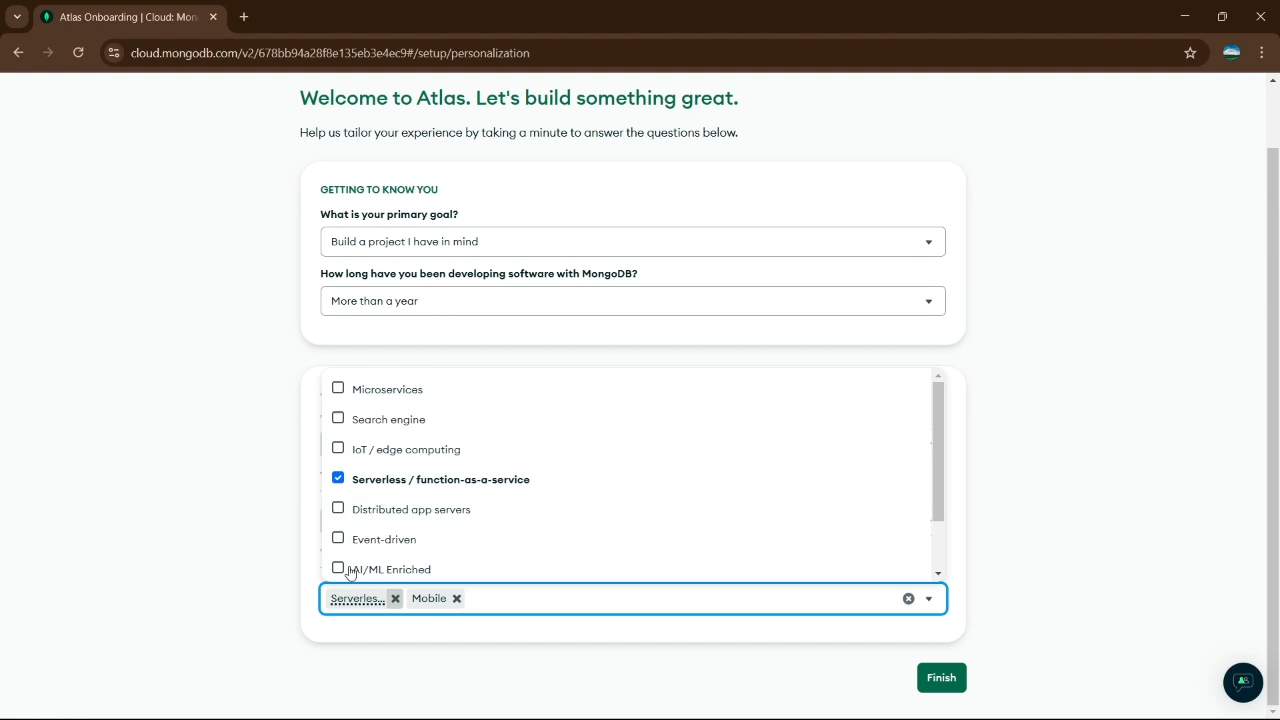 Atlas Onboarding | Cloud: Mon
cloud.mongodb.com/v2/678bb94a28f8e135eb3e4ec9#/setup/personalization
Welcome to Atlas. Let's build something great.
Help us tailor your experience by taking a minute to answer the questions below.
GETTING TO KNOW YOU
What is your primary goal?
Build a project I have in mind
How long have you been developing software with MongoDB?
More than a year
Microservices
Search engine
IoT / edge computing
Serverless / function-as-a-service
Distributed app servers
Event-driven
AI/ML Enriched
Serverles... Mobile
Finish